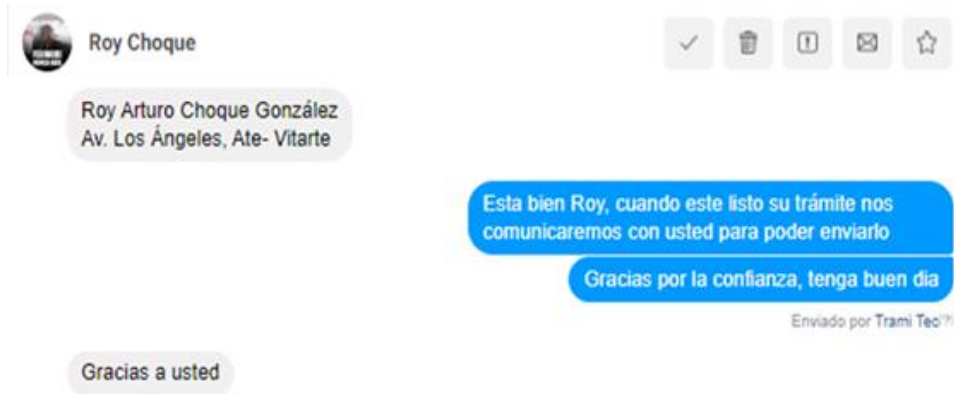 Roy Choque
Roy Arturo Choque González
Av. Los Ángeles, Ate- Vitarte
Esta bien Roy, cuando este listo su trámite nos
comunicaremos con usted para poder enviarlo
Gracias por la confianza, tenga buen dia
Enviado por Trami Tec
Gracias a usted